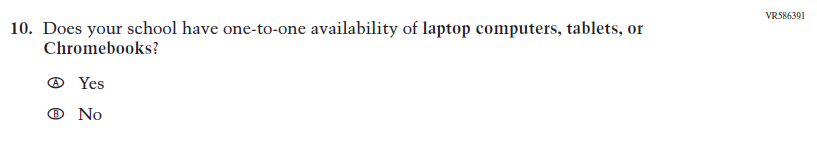 VR586391
10. Does your school have one-to-one availability of laptop computers, tablets, or
Chromebooks?
A Yes
B No